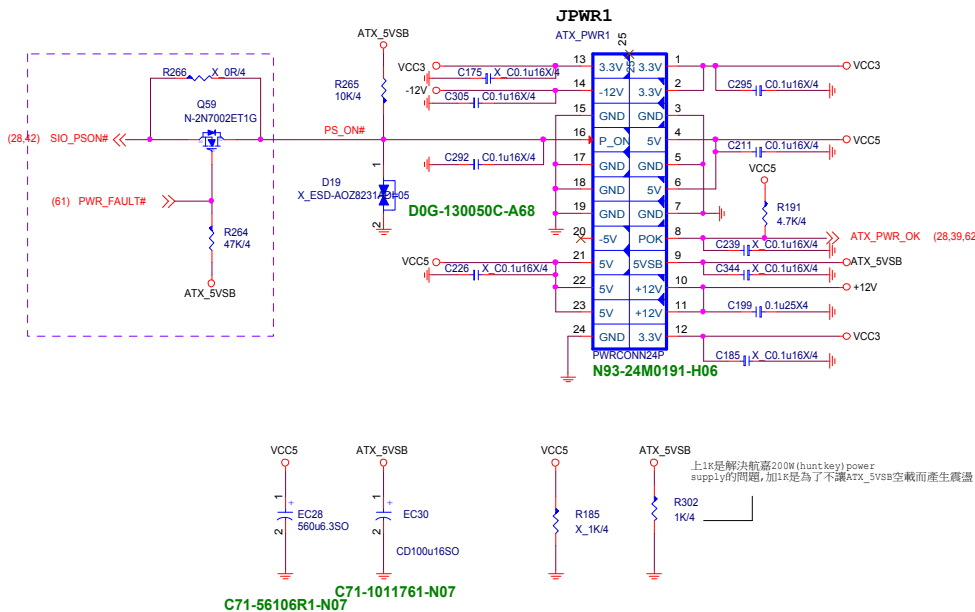 JPWR1
ATX_PWR1
25
25
ATX_5VSB
R266
X_0R/4
Q59
N-2N7002ET1G
(28,42) SIO_PSON#
(61) PWR_FAULT#
R264
47K/4
ATX_5VSB
R265
10K/4
PS_ON#
1
D19
2
D0G-130050C-A68
VCC3
-12V
C175 X_C0.1u16X/4
C305 C0.1u16X/4
C292 C0.1u16X/4
VCC5
C226 X_C0.1u16X/4
13 3.3V 3.3V 1
14 -12V 3.3V 2
15 GND GND 3
16 P_ON 5V 4
17 GND GND 5
18 GND 5V 6
19 GND GND 7
20 -5V POK 8
21 5V 5VSB 9
22 5V +12V 10
23 5V +12V 11
24 GND 3.3V 12
PWRCONN24P
N93-24M0191-H06
VCC3
C295 C0.1u16X/4
VCC5
C211 C0.1u16X/4
VCC5
R191
4.7K/4
ATX_PWR_OK (28,39,62
C239 X_C0.1u16X/4
ATX_5VSB
C344 X_C0.1u16X/4
+12V
C199 0.1u25X4
VCC3
C185 X_C0.1u16X/4
VCC5
1
+
EC28
2
560u6.3SO
C71-56106R1-N07
ATX_5VSB
1
+
EC30
2
CD100u16SO
C71-1011761-N07
VCC5
R185
X_1K/4
ATX_5VSB
R302
1K/4
上1K是解決航嘉200W(huntkey)power
supply的問題,加1K是為了不讓ATX_5VSB空載而產生震盪